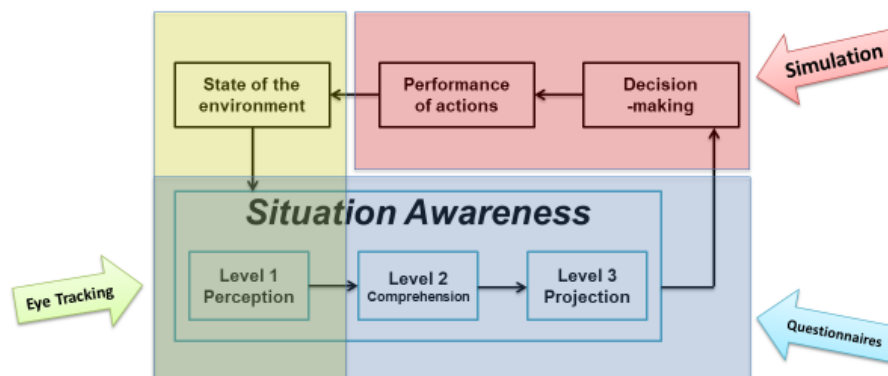 State of the
environment
Performance
of actions
Decision
-making
Simulation
Situation Awareness
Level 1
Perception
Level 2
Comprehension
Level 3
Projection
Eye Tracking
Questionnaires